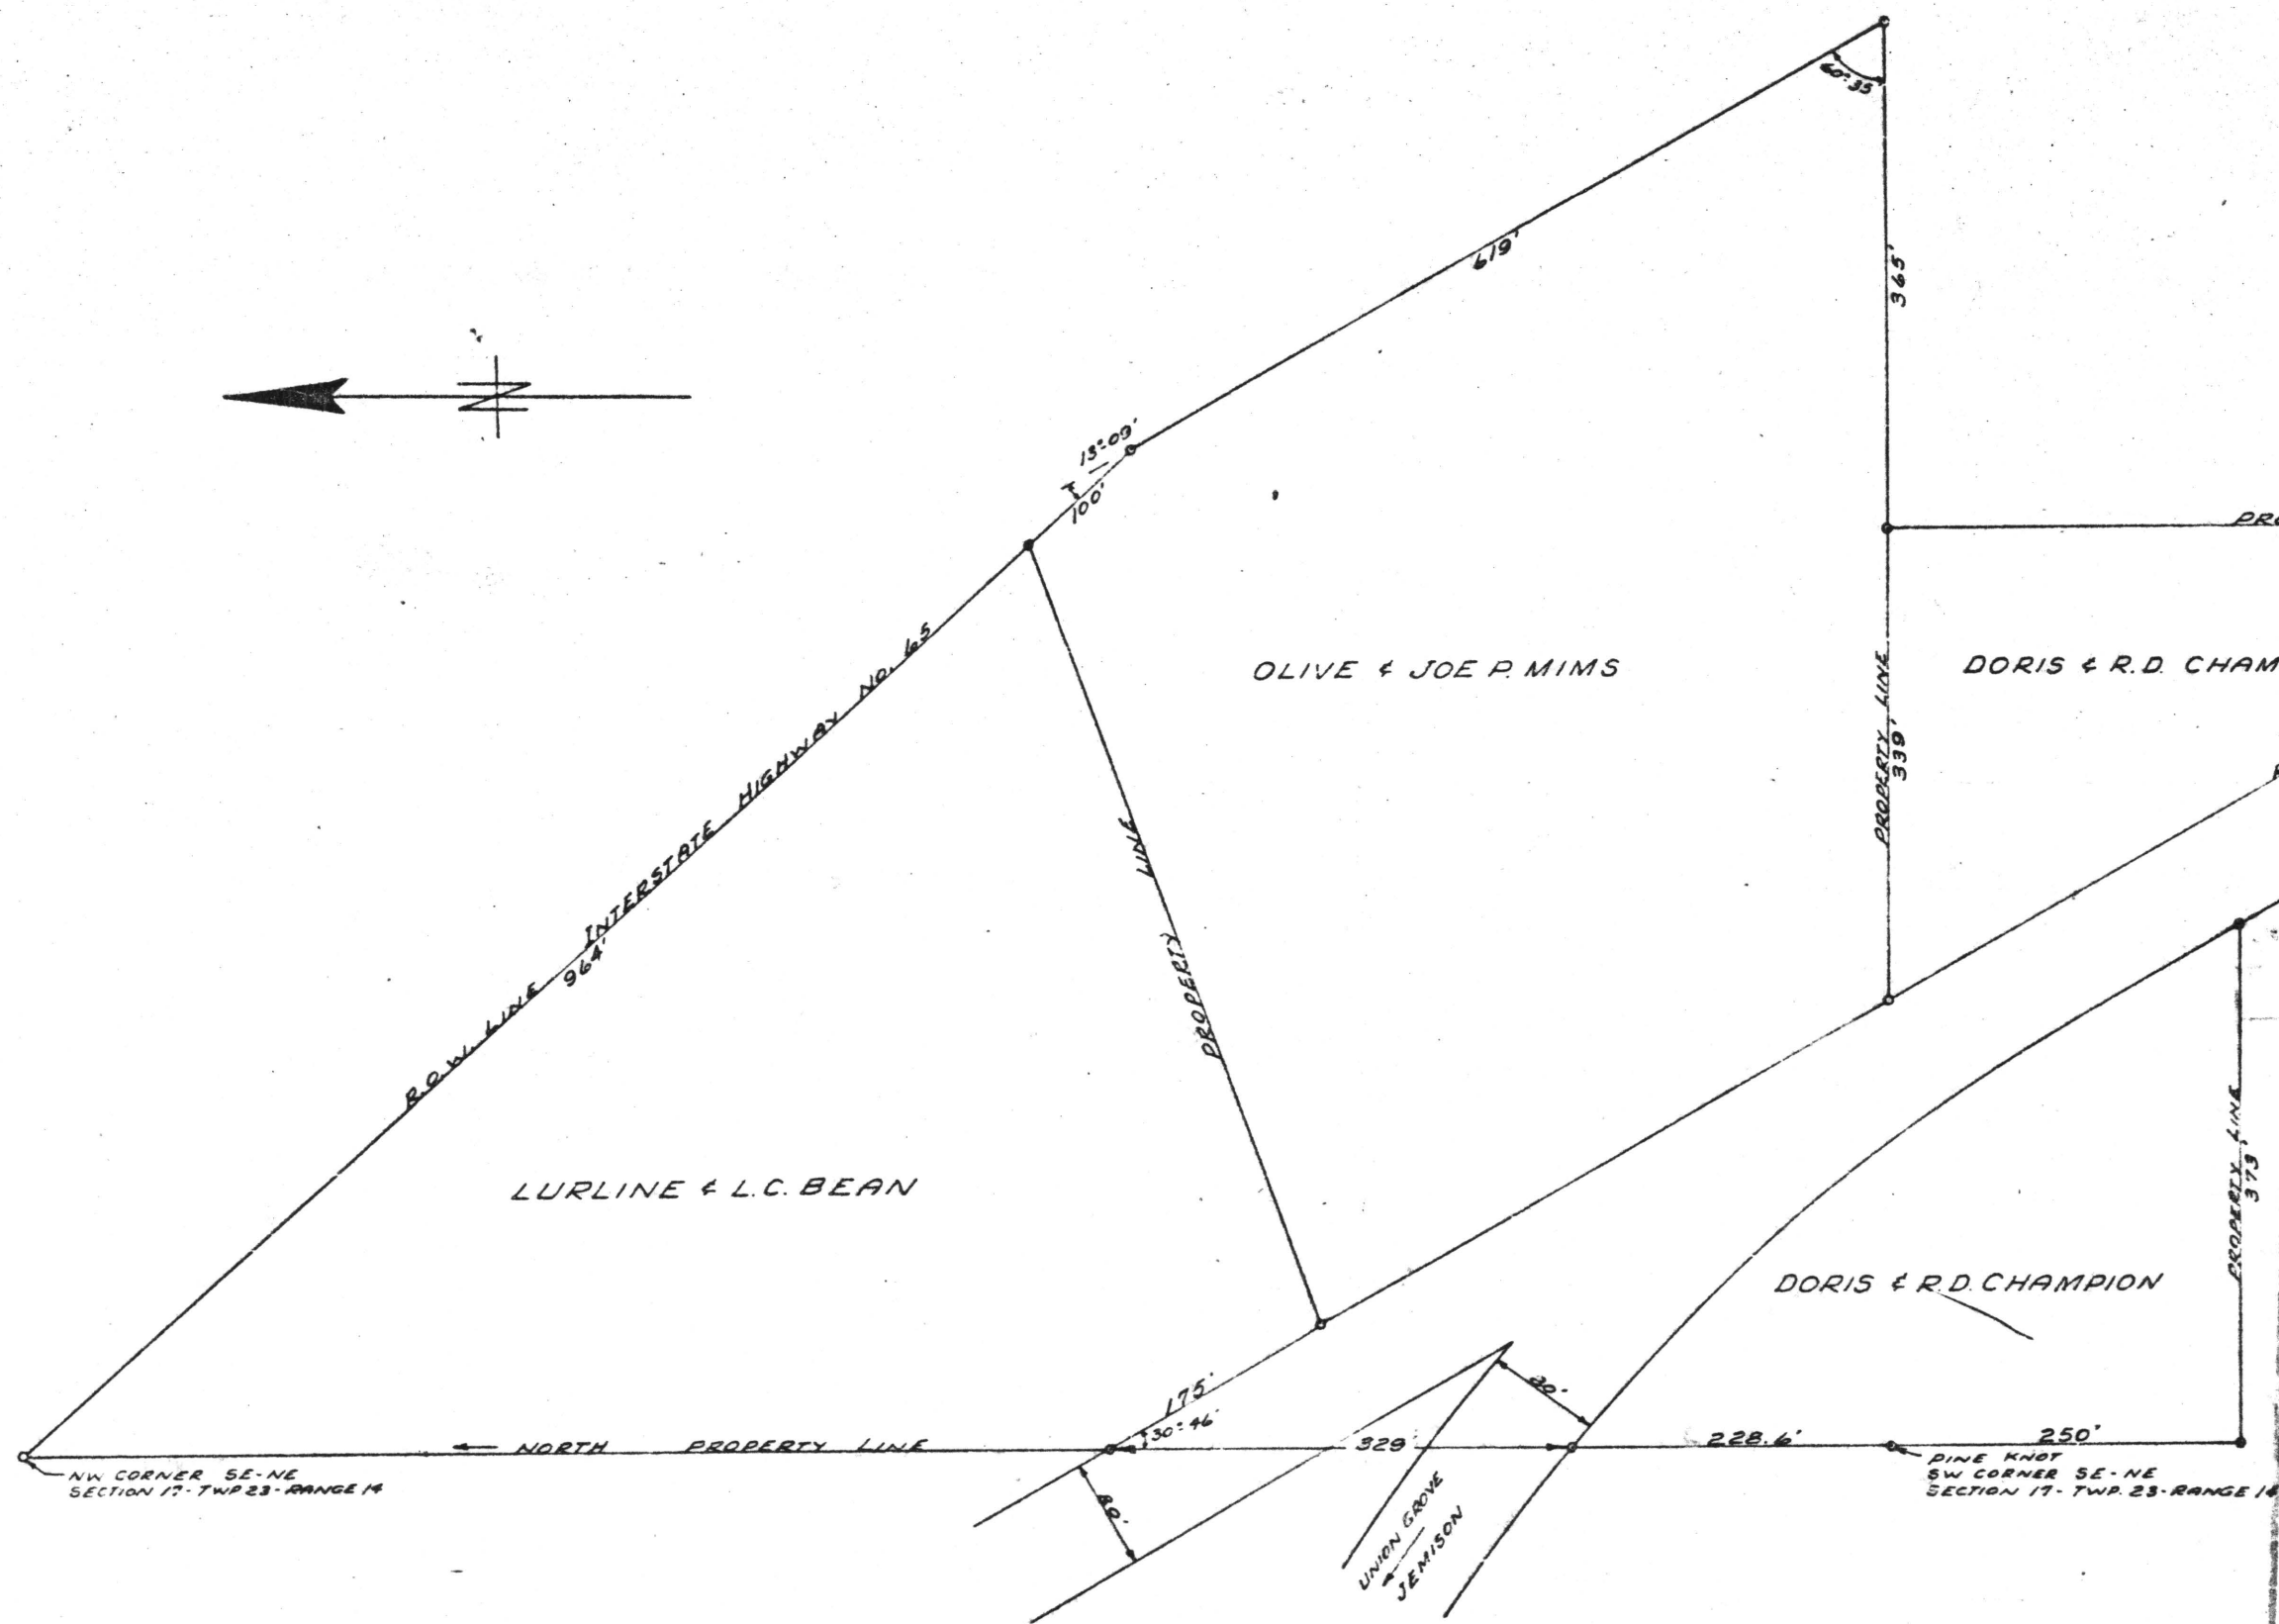 60°-35'
619'
365'
13°-09'
100'
PRO
OLIVE & JOE P. MIMS
DORIS & R.D. CHAM
PROPERTY LINE
339'
R.O.W. LINE INTERSTATE HIGHWAY NO. 65
964'
PROPERTY LINE
LURLINE & L.C. BEAN
PROPERTY LINE
373'
DORIS & R.D. CHAMPION
175'
30°-46'
80'
NORTH PROPERTY LINE
329'
228.6'
250'
NW CORNER SE-NE
SECTION 17-TWP 23-RANGE 14
PINE KNOT
SW CORNER SE-NE
SECTION 17-TWP. 23-RANGE 14
80'
UNION GROVE
JEMISON